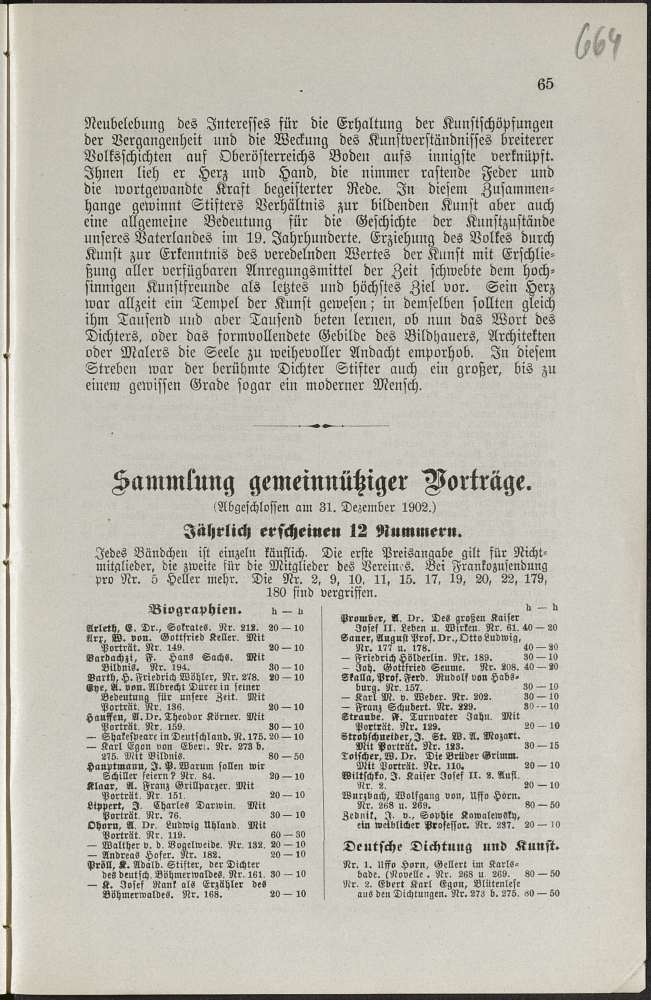 664
65
Neubelebung des Interesses für die Erhaltung der Kunstschöpfungen
der Vergangenheit und die Weckung des Kunstverständnisses breiterer
Volksschichten auf Oberösterreichs Boden aufs innigste verknüpft.
Ihnen lieh er Herz und Hand, die nimmer rastende Feder und
die wortgewandte Kraft begeisterter Rede. In diesem Zusammen-
hange gewinnt Stifters Verhältnis zur bildenden Kunst aber auch
eine allgemeine Bedeutung für die Geschichte der Kunstzustände
unseres Vaterlandes im 19. Jahrhunderte. Erziehung des Volkes durch
Kunst zur Erkenntnis des veredelnden Wertes der Kunst mit Erschlie-
ßung aller verfügbaren Anregungsmittel der Zeit schwebte dem hoch-
sinnigen Kunstfreunde als letztes und höchstes Ziel vor. Sein Herz
war allzeit ein Tempel der Kunst gewesen; in demselben sollten gleich
ihm Tausend und aber Tausend beten lernen, ob nun das Wort des
Dichters, oder das formvollendete Gebilde des Bildhauers, Architekten
oder Malers die Seele zu weihevoller Andacht emporhob. In diesem
Streben war der berühmte Dichter Stifter auch ein großer, bis zu
einem gewissen Grade sogar ein moderner Mensch.
Sammlung gemeinnütziger Vorträge.
(Abgeschlossen am 31. Dezember 1902.)
Jährlich erscheinen 12 Nummern.
Jedes Bändchen ist einzeln käuflich. Die erste Preisangabe gilt für Nicht-
mitglieder, die zweite für die Mitglieder des Vereines. Bei Frankozusendung
pro Nr. 5 Heller mehr. Die Nr. 2, 9, 10, 11, 15. 17, 19, 20, 22, 179,
180 sind vergriffen.
Biographien. h — h
Arleth, E. Dr., Sokrates. Nr. 212. 20 — 10
Arx, W. von. Gottfried Keller. Mit
Porträt. Nr. 149. 20 — 10
Bardachzi, F. Hans Sachs. Mit
Bildnis. Nr. 194. 30 — 10
Barth, H. Friedrich Wöhler, Nr. 278. 20 — 10
Eye, A. von. Albrecht Dürer in seiner
Bedeutung für unsere Zeit. Mit
Porträt. Nr. 136. 20 — 10
Hauffen, A. Dr. Theodor Körner. Mit
Porträt. Nr. 159. 30 — 10
— Shakespeare in Deutschland. N. 175. 20 — 10
— Karl Egon von Ebert. Nr. 273 b,
275. Mit Bildnis. 80 — 50
Hauptmann, J. P. Warum sollen wir
Schiller feiern? Nr. 84. 20 — 10
Klaar, A. Franz Grillparzer. Mit
Porträt. Nr. 151. 20 — 10
Lippert, J. Charles Darwin. Mit
Porträt. Nr. 76. 30 — 10
Ohorn, A. Dr. Ludwig Uhland. Mit
Porträt. Nr. 119. 60 — 30
— Walther v. d. Vogelweide. Nr. 132. 20 — 10
— Andreas Hofer. Nr. 182. 20 — 10
Pröll, K. Adalb. Stifter, der Dichter
des deutsch. Böhmerwaldes. Nr. 161. 30 — 10
— K. Josef Rank als Erzähler des
Böhmerwaldes. Nr. 168. 20 — 10
h — h
Promber, A. Dr. Des großen Kaiser
Josef II. Leben u. Wirken. Nr. 61. 40 — 20
Sauer, August Prof. Dr., Otto Ludwig,
Nr. 177 u. 178. 40 — 20
— Friedrich Hölderlin. Nr. 189. 30 — 10
— Joh. Gottfried Seume. Nr. 208. 40 — 20
Skalla, Prof. Ferd. Rudolf von Habs-
burg. Nr. 157. 30 — 10
— Karl M. v. Weber. Nr. 202. 30 — 10
— Franz Schubert. Nr. 229. 30 — 10
Straube. F. Turnvater Jahn. Mit
Porträt. Nr. 129. 20 — 10
Strohschneider, J. St. W. A. Mozart.
Mit Porträt. Nr. 123. 30 — 15
Toischer, W. Dr. Die Brüder Grimm.
Mit Porträt. Nr. 110. 20 — 10
Wiltschko, J. Kaiser Josef II. 2. Aufl.
Nr. 2. 20 — 10
Wurzbach, Wolfgang von, Uffo Horn.
Nr. 268 u. 269. 80 — 50
Zednik, J. v., Sophie Kowalewsky,
ein weiblicher Professor. Nr. 237. 20 — 10
Deutsche Dichtung und Kunst.
Nr. 1. Uffo Horn, Gellert im Karls-
bade. (Novelle . Nr. 268 u. 269. 80 — 50
Nr. 2. Ebert Karl Egon, Blütenlese
aus den Dichtungen. Nr. 273 b. 275. 80 — 50